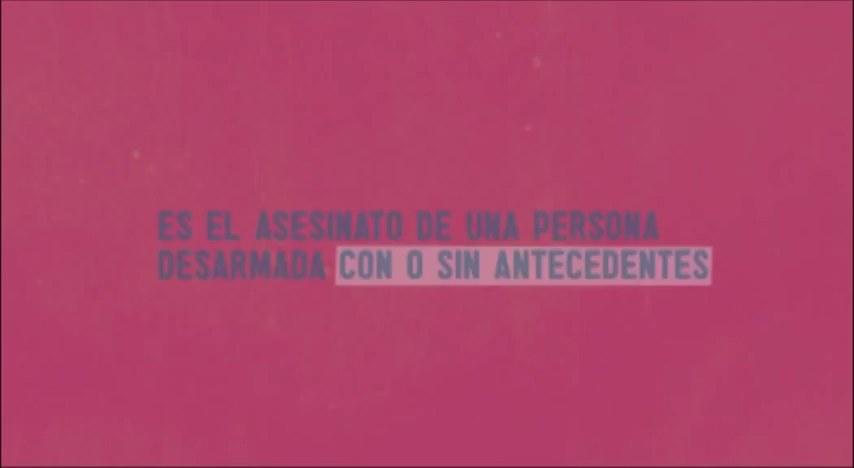 ES EL ASESINATO DE UNA PERSONA
DESARMADA CON O SIN ANTECEDENTES